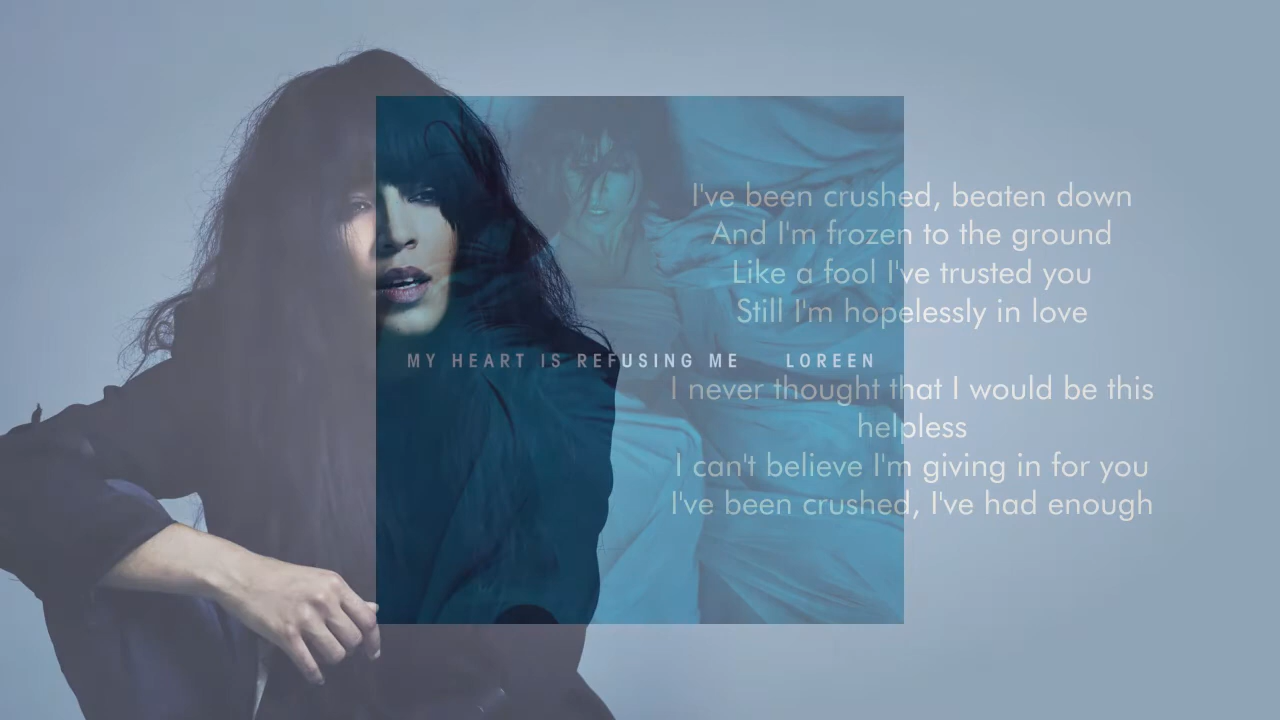 I've been crushed, beaten down
And I'm frozen to the ground
Like a fool I've trusted you
Still I'm hopelessly in love
MY HEART IS REFUSING ME LOREEN
I never thought that I would be this
helpless
I can't believe I'm giving in for you
I've been crushed, I've had enough